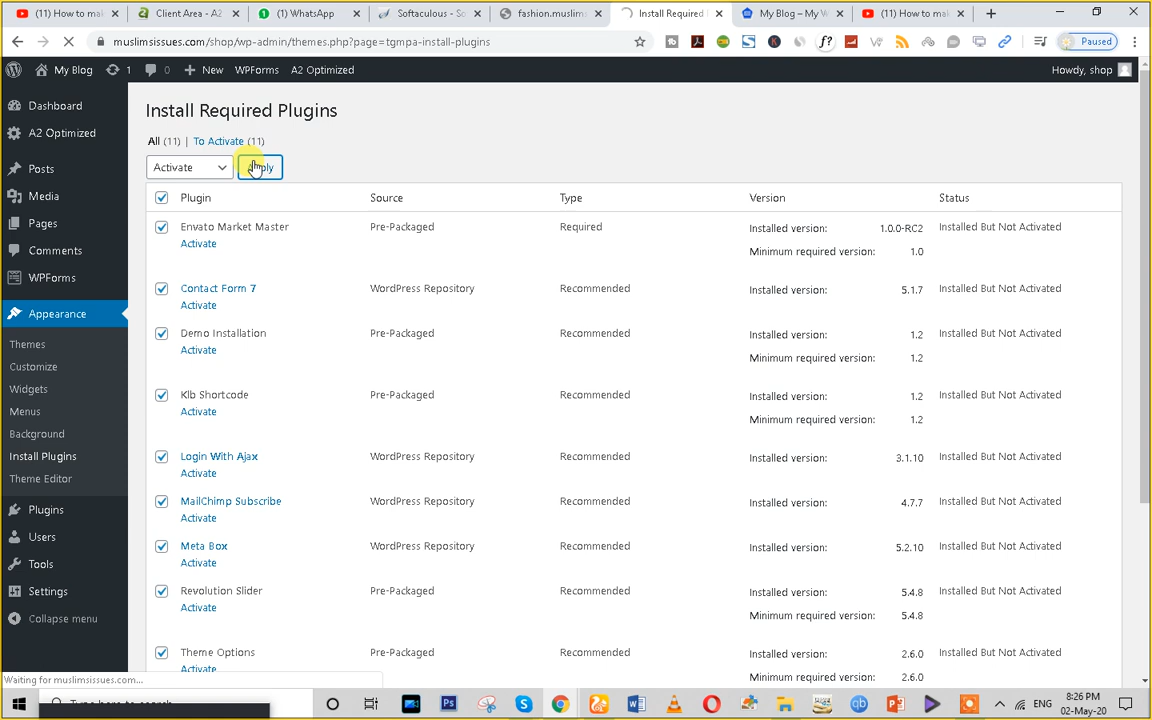 (11) How to mak
Client Area - A2
(1) WhatsApp
Softaculous - So
fashion.muslims
Install Required
My Blog – My W
(11) How to mak
muslimsissues.com/shop/wp-admin/themes.php?page=tgmpa-install-plugins
Paused
My Blog 1 0 New WPForms A2 Optimized
Howdy, shop
Dashboard
A2 Optimized
Posts
Media
Pages
Comments
WPForms
Appearance
Themes
Customize
Widgets
Menus
Background
Install Plugins
Theme Editor
Plugins
Users
Tools
Settings
Collapse menu
Install Required Plugins
All (11) | To Activate (11)
Activate Apply
Plugin Source Type Version Status
Envato Market Master Pre-Packaged Required Installed version: 1.0.0-RC2 Installed But Not Activated
Activate Minimum required version: 1.0
Contact Form 7 WordPress Repository Recommended Installed version: 5.1.7 Installed But Not Activated
Activate
Demo Installation Pre-Packaged Recommended Installed version: 1.2 Installed But Not Activated
Activate Minimum required version: 1.2
Klb Shortcode Pre-Packaged Recommended Installed version: 1.2 Installed But Not Activated
Activate Minimum required version: 1.2
Login With Ajax WordPress Repository Recommended Installed version: 3.1.10 Installed But Not Activated
Activate
MailChimp Subscribe WordPress Repository Recommended Installed version: 4.7.7 Installed But Not Activated
Activate
Meta Box WordPress Repository Recommended Installed version: 5.2.10 Installed But Not Activated
Activate
Revolution Slider Pre-Packaged Recommended Installed version: 5.4.8 Installed But Not Activated
Activate Minimum required version: 5.4.8
Theme Options Pre-Packaged Recommended Installed version: 2.6.0 Installed But Not Activated
Activate Minimum required version: 2.6.0
Waiting for muslimsissues.com...
ENG
8:26 PM
02-May-20